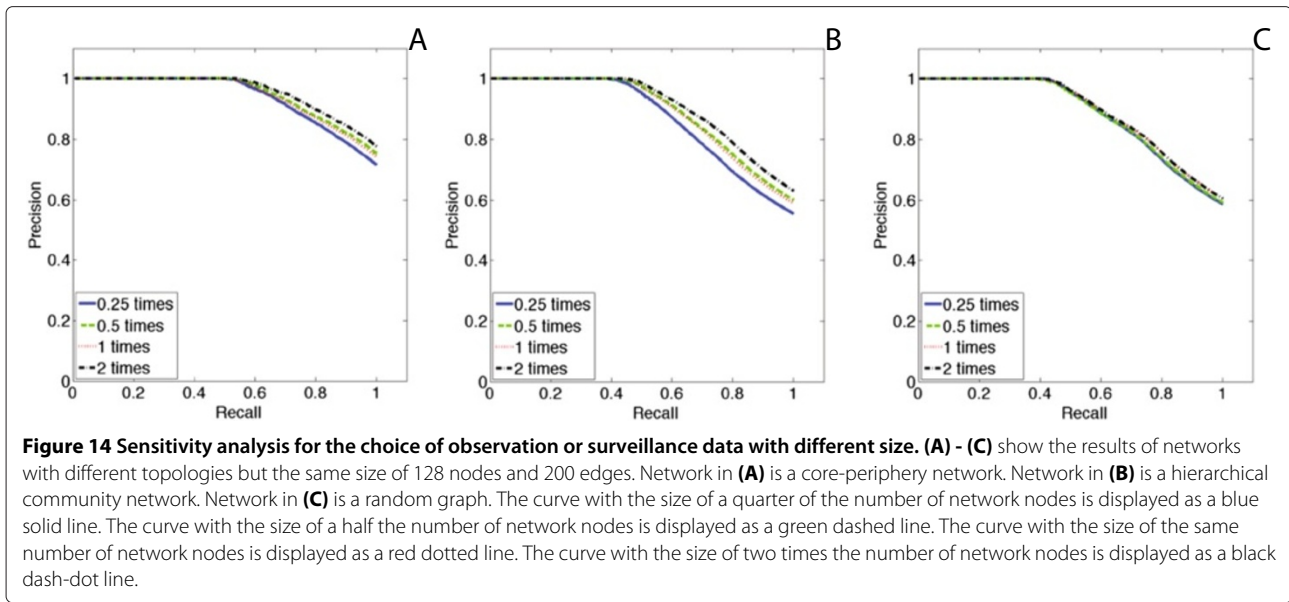 A
Precision
1
0.8
0.6
0.4
0.2
0
0 0.2 0.4 0.6 0.8 1
Recall
0.25 times
0.5 times
1 times
2 times
B
Precision
1
0.8
0.6
0.4
0.2
0
0 0.2 0.4 0.6 0.8 1
Recall
0.25 times
0.5 times
1 times
2 times
C
Precision
1
0.8
0.6
0.4
0.2
0
0 0.2 0.4 0.6 0.8 1
Recall
0.25 times
0.5 times
1 times
2 times
Figure 14 Sensitivity analysis for the choice of observation or surveillance data with different size. (A) - (C) show the results of networks
with different topologies but the same size of 128 nodes and 200 edges. Network in (A) is a core-periphery network. Network in (B) is a hierarchical
community network. Network in (C) is a random graph. The curve with the size of a quarter of the number of network nodes is displayed as a blue
solid line. The curve with the size of a half the number of network nodes is displayed as a green dashed line. The curve with the size of the same
number of network nodes is displayed as a red dotted line. The curve with the size of two times the number of network nodes is displayed as a black
dash-dot line.